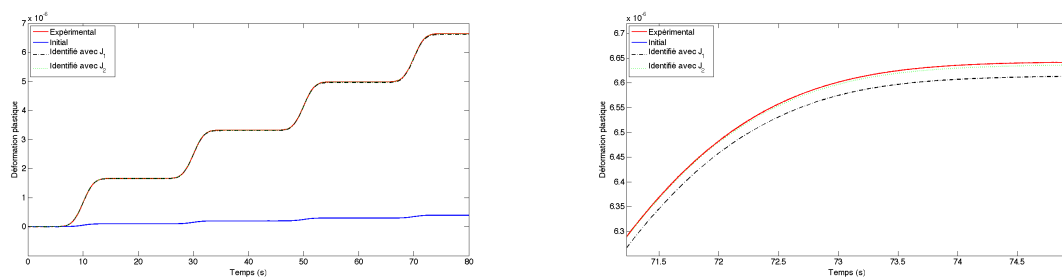 x 10⁻⁶
7
6
5
4
3
2
1
0
0 10 20 30 40 50 60 70 80
Temps (s)
Déformation plastique
Expérimental
Initial
Identifié avec J₁
Identifié avec J₂
x 10⁻⁶
6.7
6.65
6.6
6.55
6.5
6.45
6.4
6.35
6.3
71.5 72 72.5 73 73.5 74 74.5
Temps (s)
Déformation plastique
Expérimental
Initial
Identifié avec J₁
Identifié avec J₂